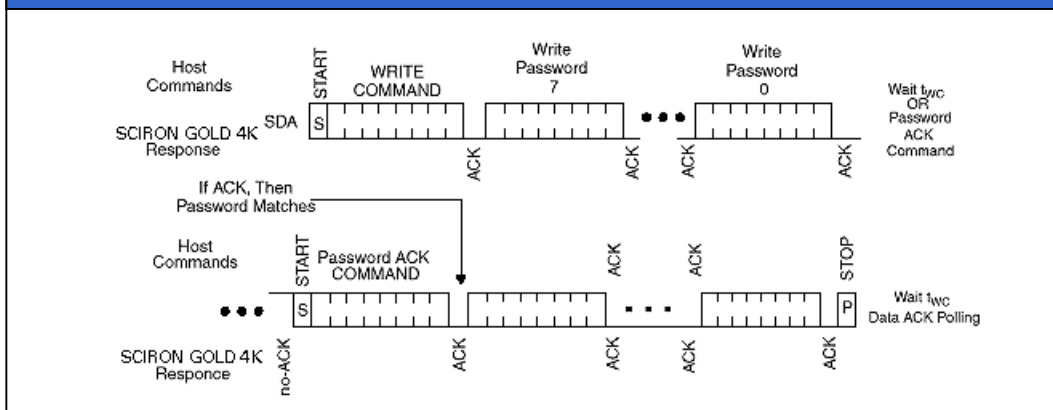 Host
Commands
START
WRITE
COMMAND
Write
Password
7
Write
Password
0
Wait tWC
OR
Password
ACK
Command
SDA
S
SCIRON GOLD 4K
Response
ACK
ACK
ACK
ACK
If ACK, Then
Password Matches
Host
Commands
START
Password ACK
COMMAND
ACK
ACK
STOP
S
P
Wait tWC
Data ACK Polling
SCIRON GOLD 4K
Responce
no-ACK
ACK
ACK
ACK
ACK